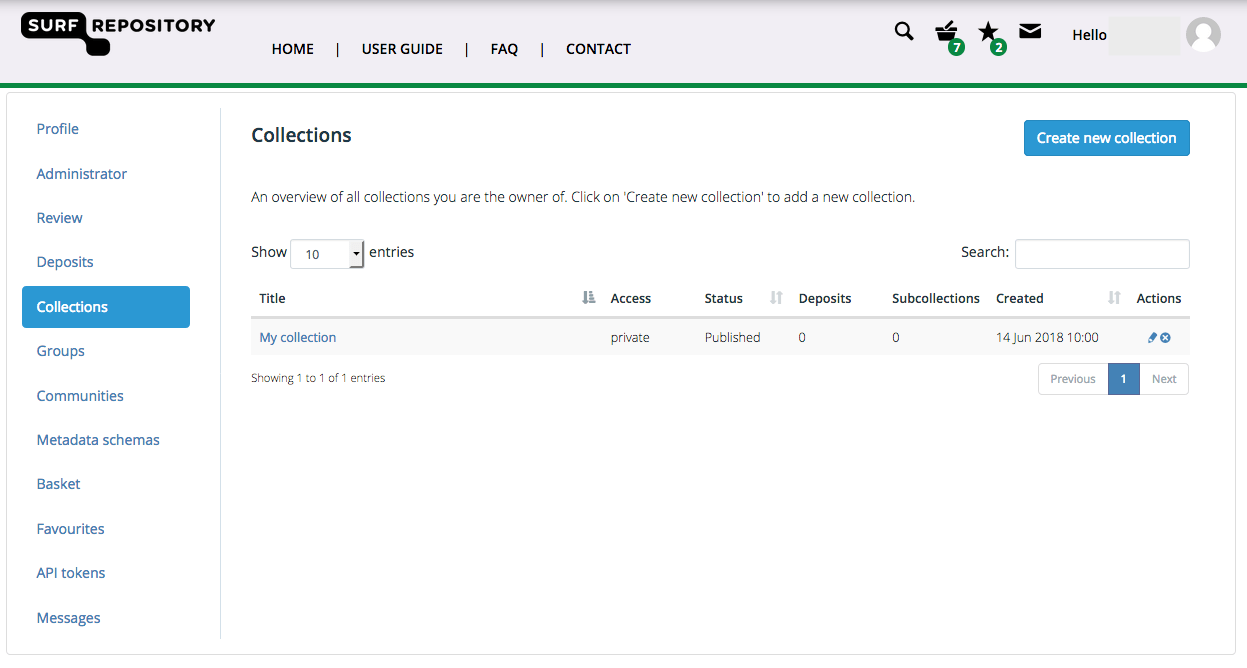 SURF REPOSITORY
HOME | USER GUIDE | FAQ | CONTACT
7
2
Hello
Profile
Administrator
Review
Deposits
Collections
Groups
Communities
Metadata schemas
Basket
Favourites
API tokens
Messages
Collections
Create new collection
An overview of all collections you are the owner of. Click on 'Create new collection' to add a new collection.
Show 10 entries
Search:
Title Access Status Deposits Subcollections Created Actions
My collection private Published 0 0 14 Jun 2018 10:00
Showing 1 to 1 of 1 entries
Previous 1 Next